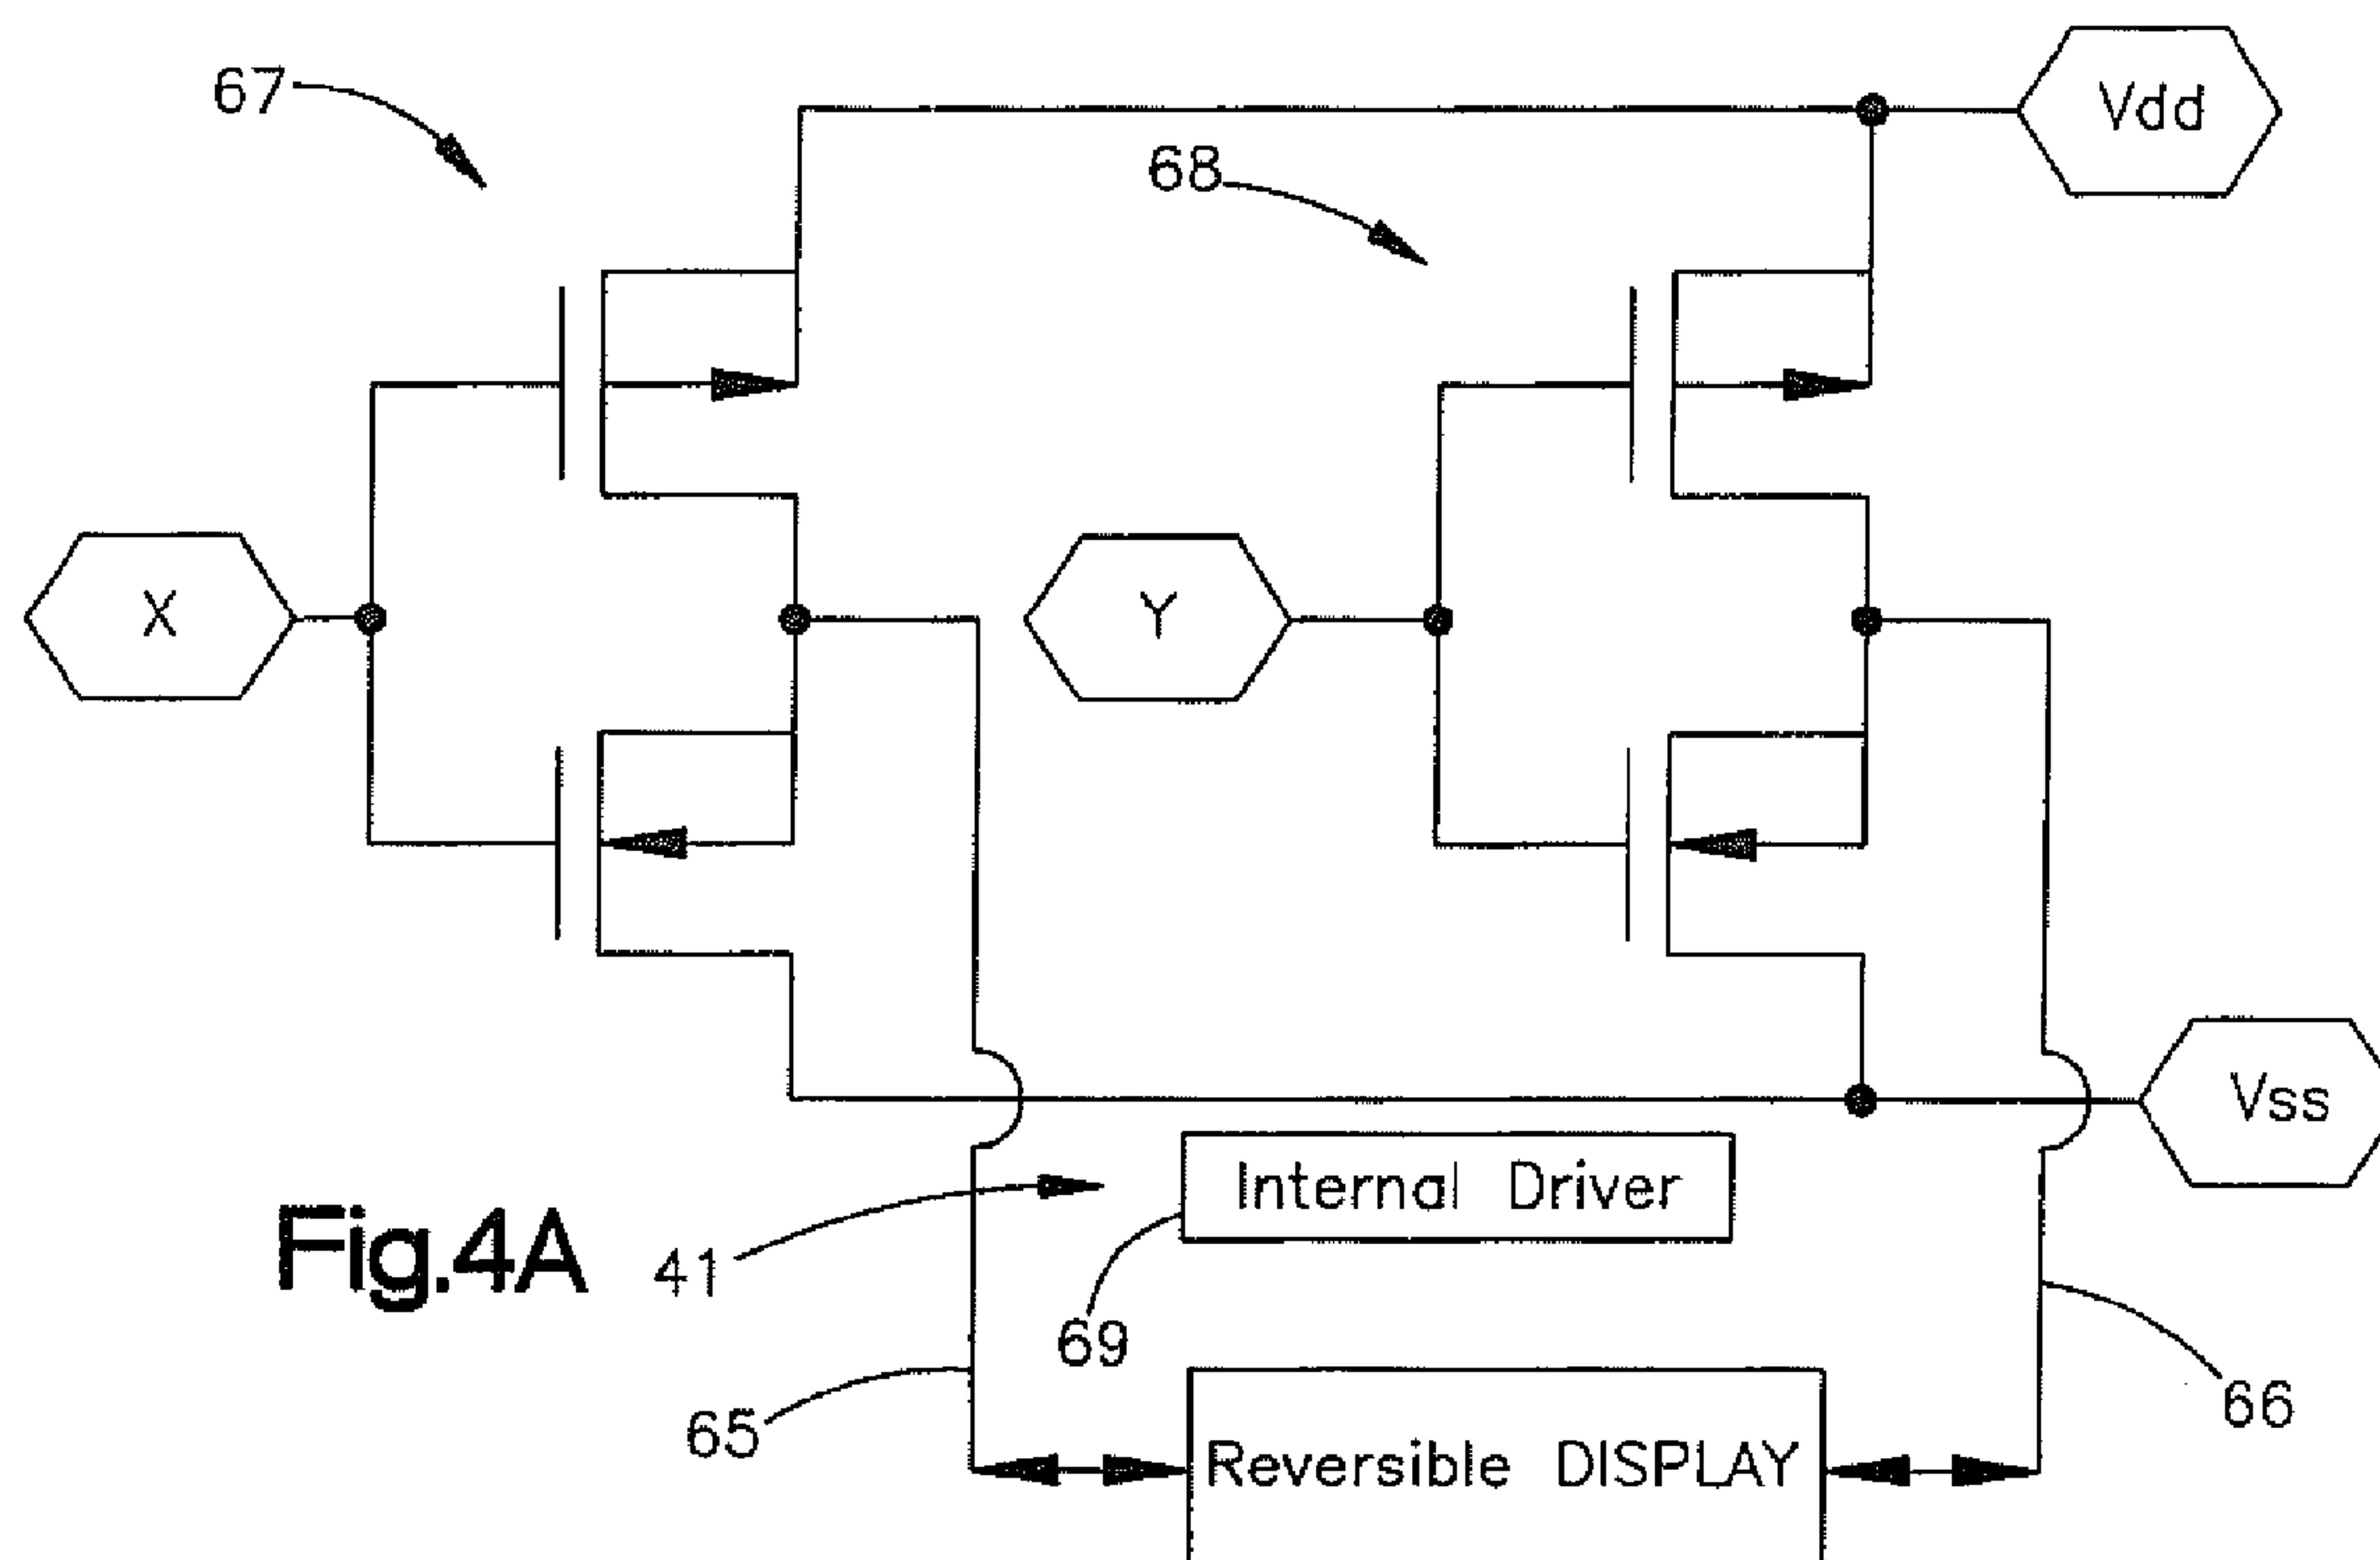 67
Vdd
68
X
Y
Vss
Internal Driver
Fig.4A
41
69
65
66
Reversible DISPLAY